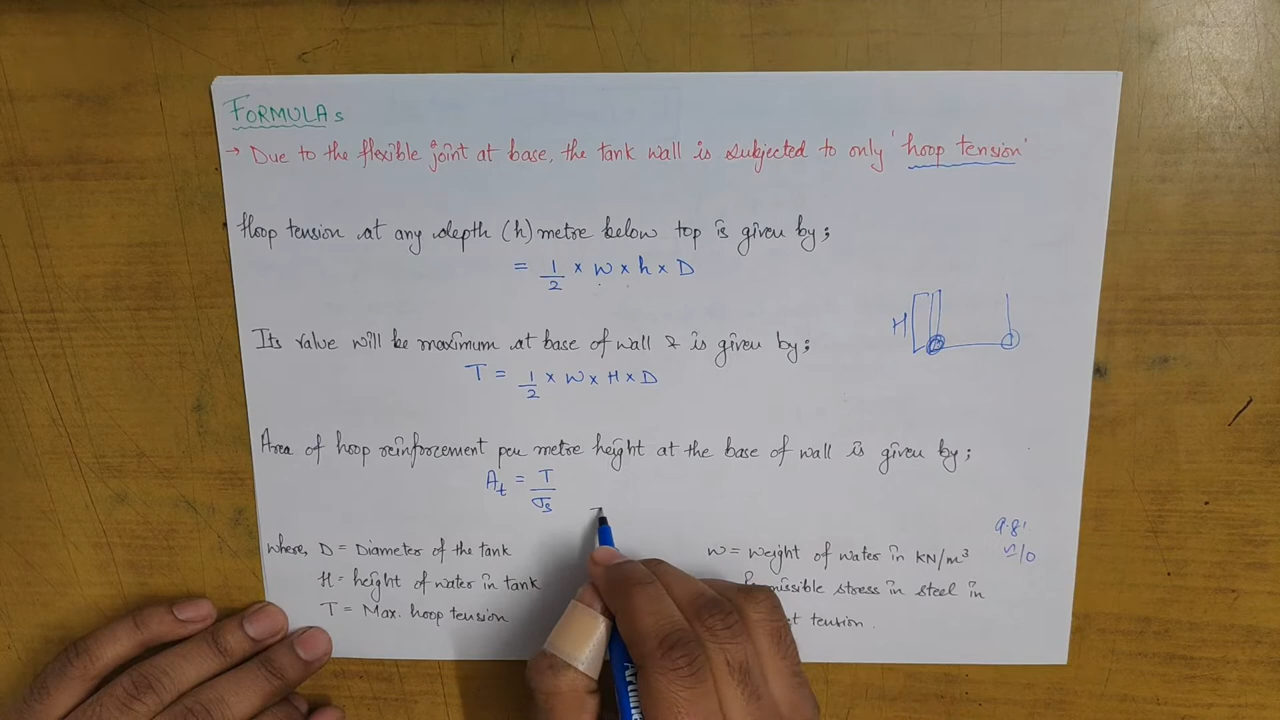 FORMULAS
→ Due to the flexible joint at base, the tank wall is subjected to only 'hoop tension'
Hoop tension at any depth (h) metre below top is given by;
= 1/2 × w × h × D
H
Its value will be maximum at base of wall & is given by;
T = 1/2 × w × H × D
Area of hoop reinforcement per metre height at the base of wall is given by;
At = T/σs
9.81
≈10
where, D = Diameter of the tank
w = weight of water in kN/m³
H = height of water in tank
missible stress in steel in
T = Max. hoop tension
tension.
Artline